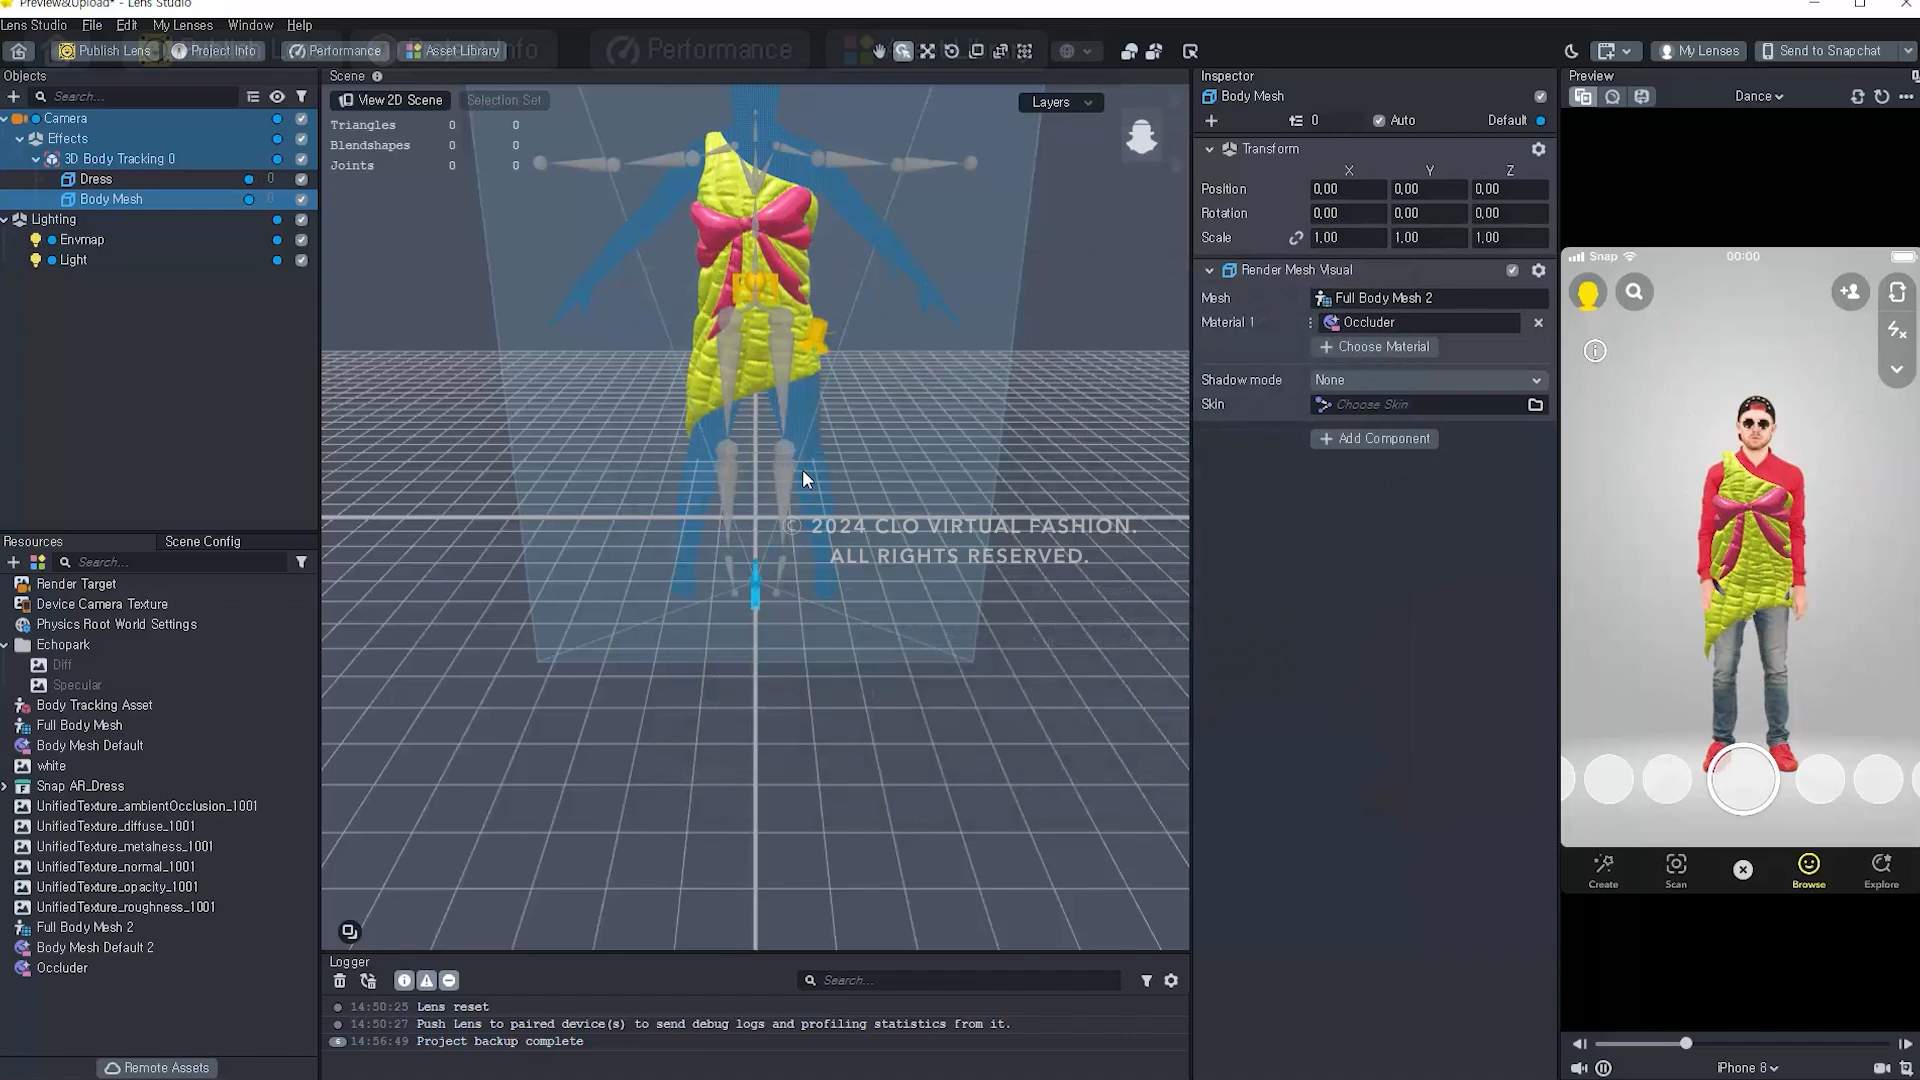 Preview&Upload* - Lens Studio
Lens Studio File Edit My Lenses Window Help
Publish Lens Project Info Performance Asset Library
My Lenses Send to Snapchat
Objects
Search...
Camera
Effects
3D Body Tracking 0
Dress 0
Body Mesh 0
Lighting
Envmap
Light
Resources Scene Config
Search...
Render Target
Device Camera Texture
Physics Root World Settings
Echopark
Diff
Specular
Body Tracking Asset
Full Body Mesh
Body Mesh Default
white
Snap AR_Dress
UnifiedTexture_ambientOcclusion_1001
UnifiedTexture_diffuse_1001
UnifiedTexture_metalness_1001
UnifiedTexture_normal_1001
UnifiedTexture_opacity_1001
UnifiedTexture_roughness_1001
Full Body Mesh 2
Body Mesh Default 2
Occluder
Remote Assets
Scene
View 2D Scene Selection Set
Layers
Triangles 0 0
Blendshapes 0 0
Joints 0 0
© 2024 CLO VIRTUAL FASHION.
ALL RIGHTS RESERVED.
Logger
Search...
14:50:25 Lens reset
14:50:27 Push Lens to paired device(s) to send debug logs and profiling statistics from it.
6 14:56:49 Project backup complete
Inspector
Body Mesh
0 Auto Default
Transform
X Y Z
Position 0,00 0,00 0,00
Rotation 0,00 0,00 0,00
Scale 1,00 1,00 1,00
Render Mesh Visual
Mesh Full Body Mesh 2
Material 1 Occluder
Choose Material
Shadow mode None
Skin Choose Skin
Add Component
Preview
Dance
Snap 00:00
Create Scan Browse Explore
iPhone 8